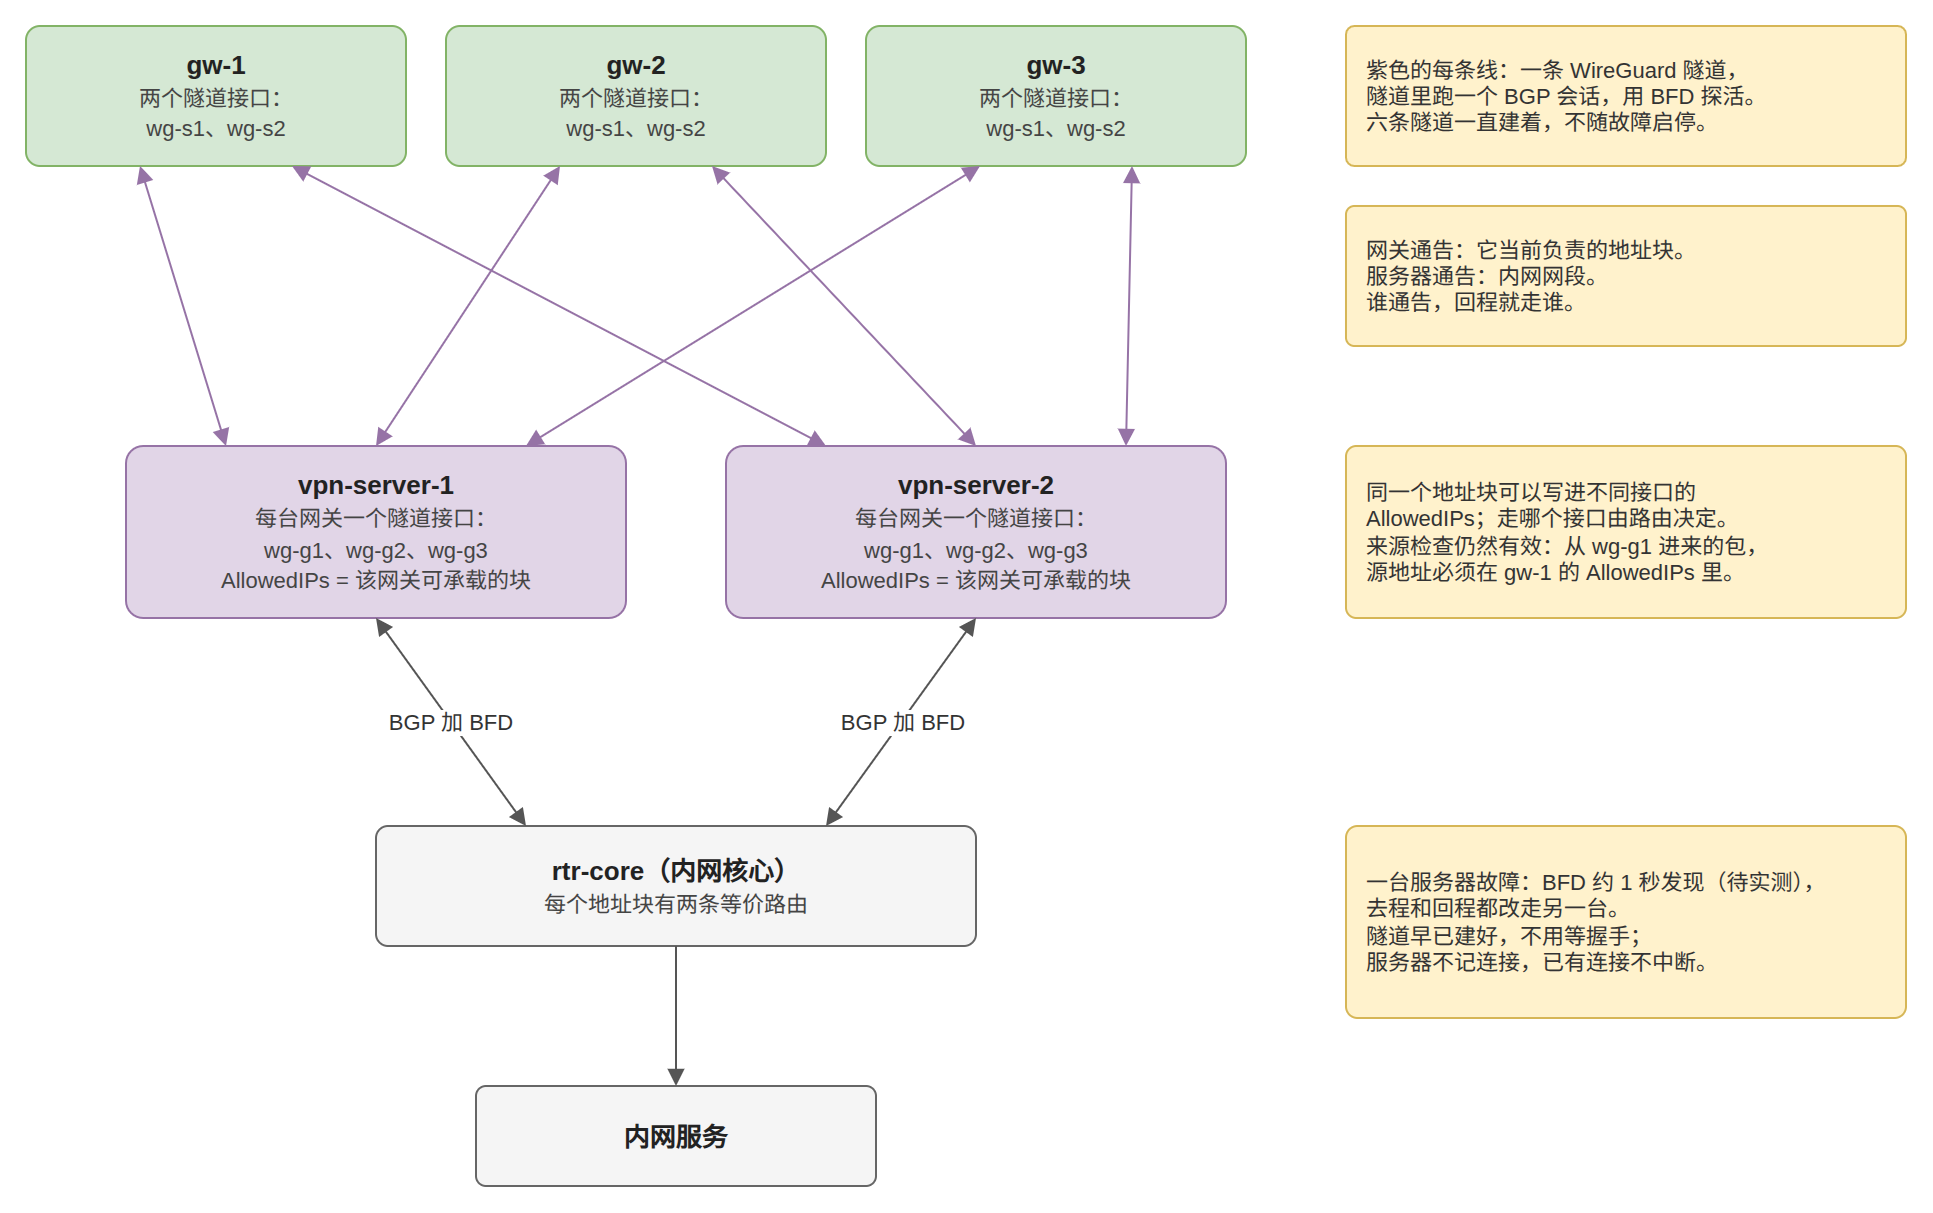 gw-1
两个隧道接口：
wg-s1、wg-s2
gw-2
两个隧道接口：
wg-s1、wg-s2
gw-3
两个隧道接口：
wg-s1、wg-s2
紫色的每条线：一条 WireGuard 隧道，
隧道里跑一个 BGP 会话，用 BFD 探活。
六条隧道一直建着，不随故障启停。
网关通告：它当前负责的地址块。
服务器通告：内网网段。
谁通告，回程就走谁。
vpn-server-1
每台网关一个隧道接口：
wg-g1、wg-g2、wg-g3
AllowedIPs = 该网关可承载的块
vpn-server-2
每台网关一个隧道接口：
wg-g1、wg-g2、wg-g3
AllowedIPs = 该网关可承载的块
同一个地址块可以写进不同接口的
AllowedIPs；走哪个接口由路由决定。
来源检查仍然有效：从 wg-g1 进来的包，
源地址必须在 gw-1 的 AllowedIPs 里。
BGP 加 BFD
BGP 加 BFD
rtr-core（内网核心）
每个地址块有两条等价路由
一台服务器故障：BFD 约 1 秒发现（待实测），
去程和回程都改走另一台。
隧道早已建好，不用等握手；
服务器不记连接，已有连接不中断。
内网服务